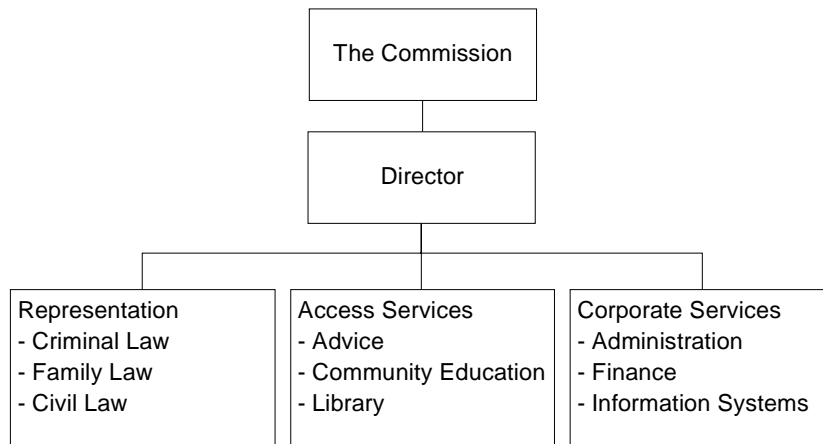 The Commission
Director
Representation
- Criminal Law
- Family Law
- Civil Law
Access Services
- Advice
- Community Education
- Library
Corporate Services
- Administration
- Finance
- Information Systems